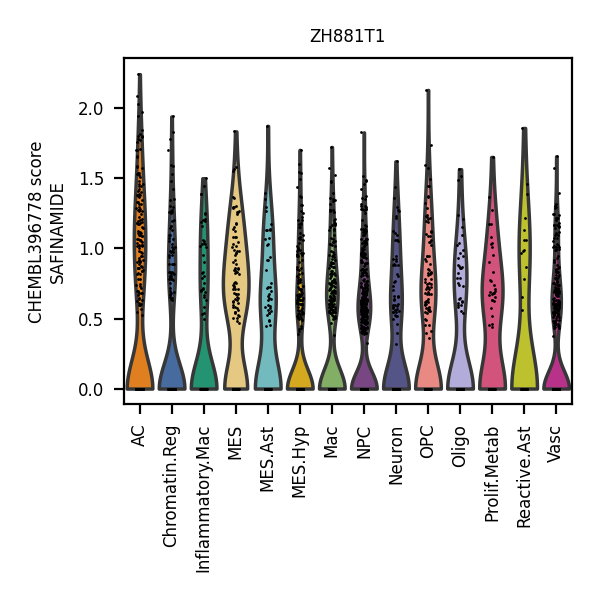 ZH881T1
CHEMBL396778 score
SAFINAMIDE
2.0
1.5
1.0
0.5
0.0
AC
Chromatin.Reg
Inflammatory.Mac
MES
MES.Ast
MES.Hyp
Mac
NPC
Neuron
OPC
Oligo
Prolif.Metab
Reactive.Ast
Vasc